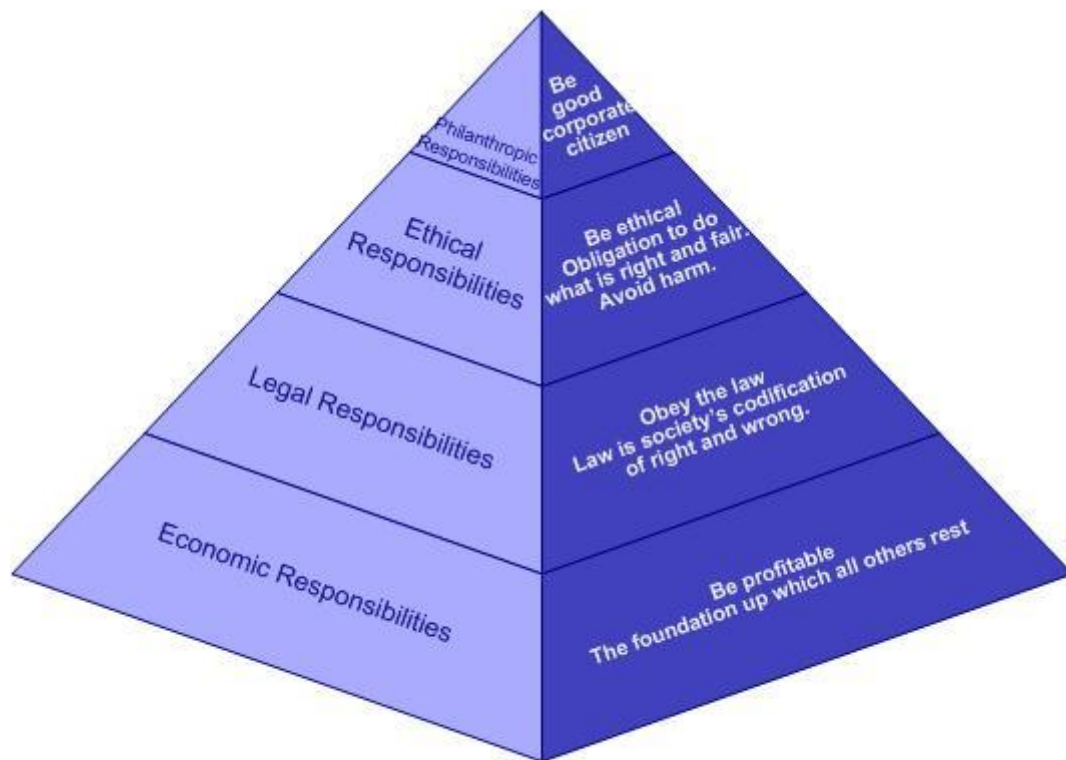 Philanthropic
Responsibilities
Be
good
corporate
citizen
Ethical
Responsibilities
Be ethical
Obligation to do
what is right and fair.
Avoid harm.
Legal Responsibilities
Obey the law
Law is society's codification
of right and wrong.
Economic Responsibilities
Be profitable
The foundation up which all others rest